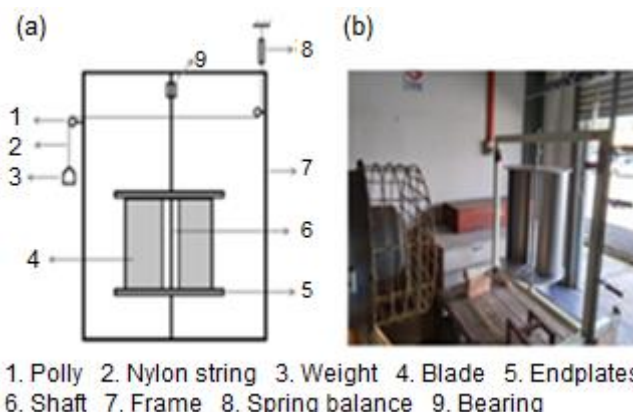 (a)
(b)
8
9
1
2
7
3
6
4
5
1. Polly 2. Nylon string 3. Weight 4. Blade 5. Endplates
6. Shaft 7. Frame 8. Spring balance 9. Bearing